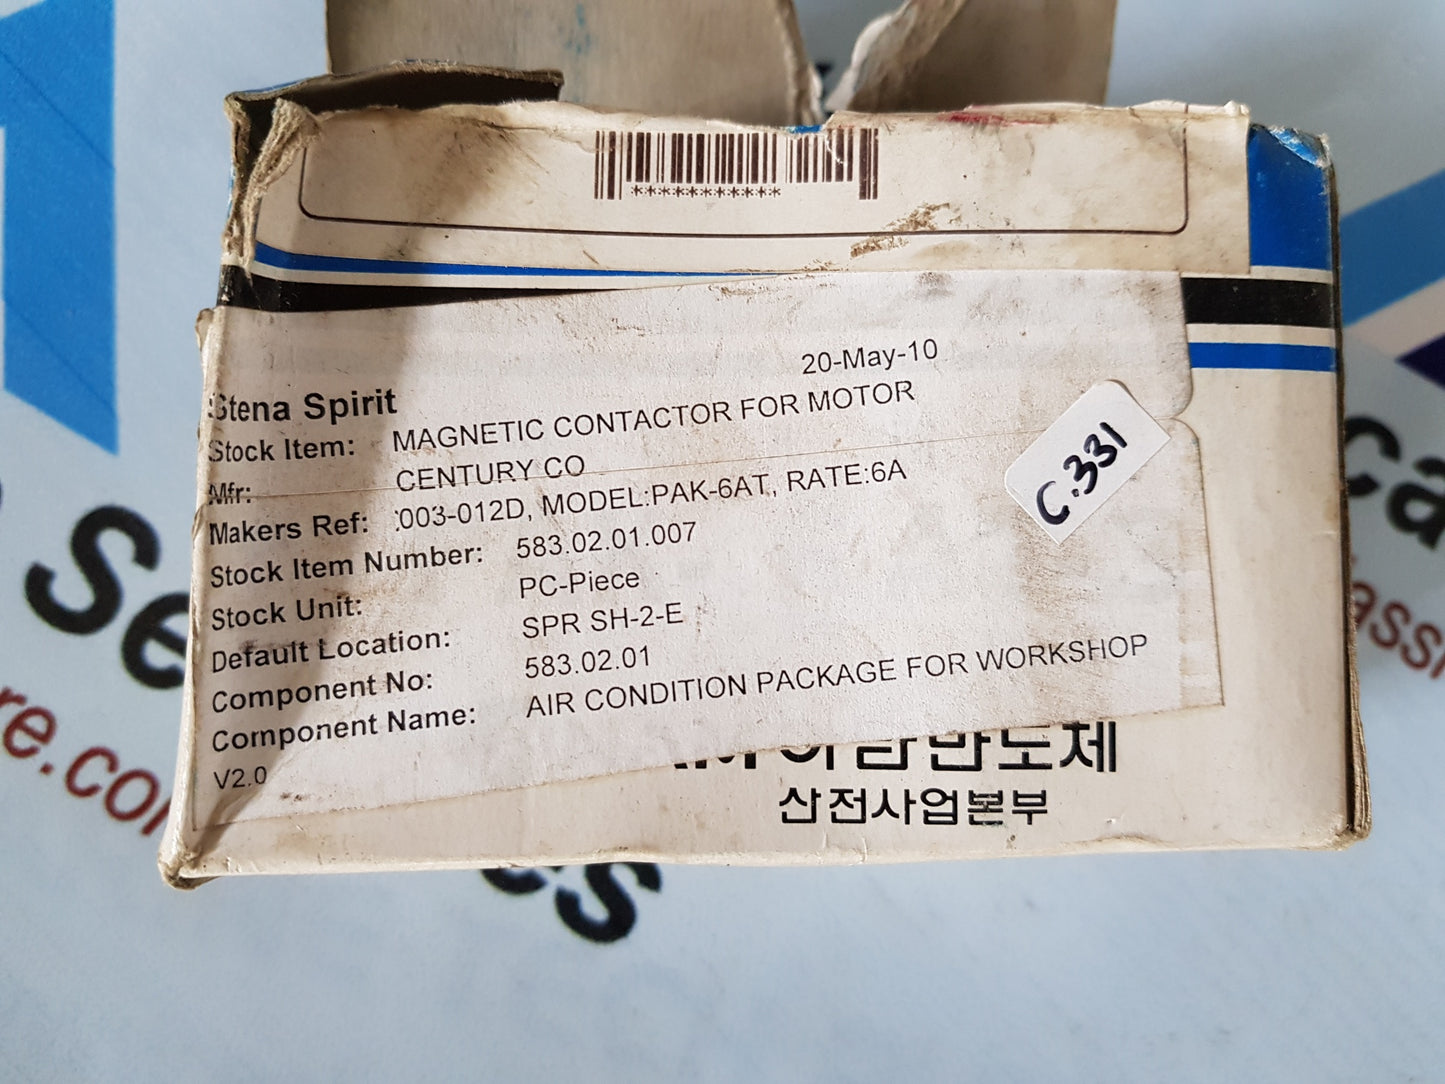 ***********
20-May-10
Stena Spirit
Stock Item: MAGNETIC CONTACTOR FOR MOTOR
Mfr: CENTURY CO
Makers Ref: :003-012D, MODEL:PAK-6AT, RATE:6A
Stock Item Number: 583.02.01.007
Stock Unit: PC-Piece
Default Location: SPR SH-2-E
Component No: 583.02.01
Component Name: AIR CONDITION PACKAGE FOR WORKSHOP
V2.0
C.331
반도체
산전사업본부